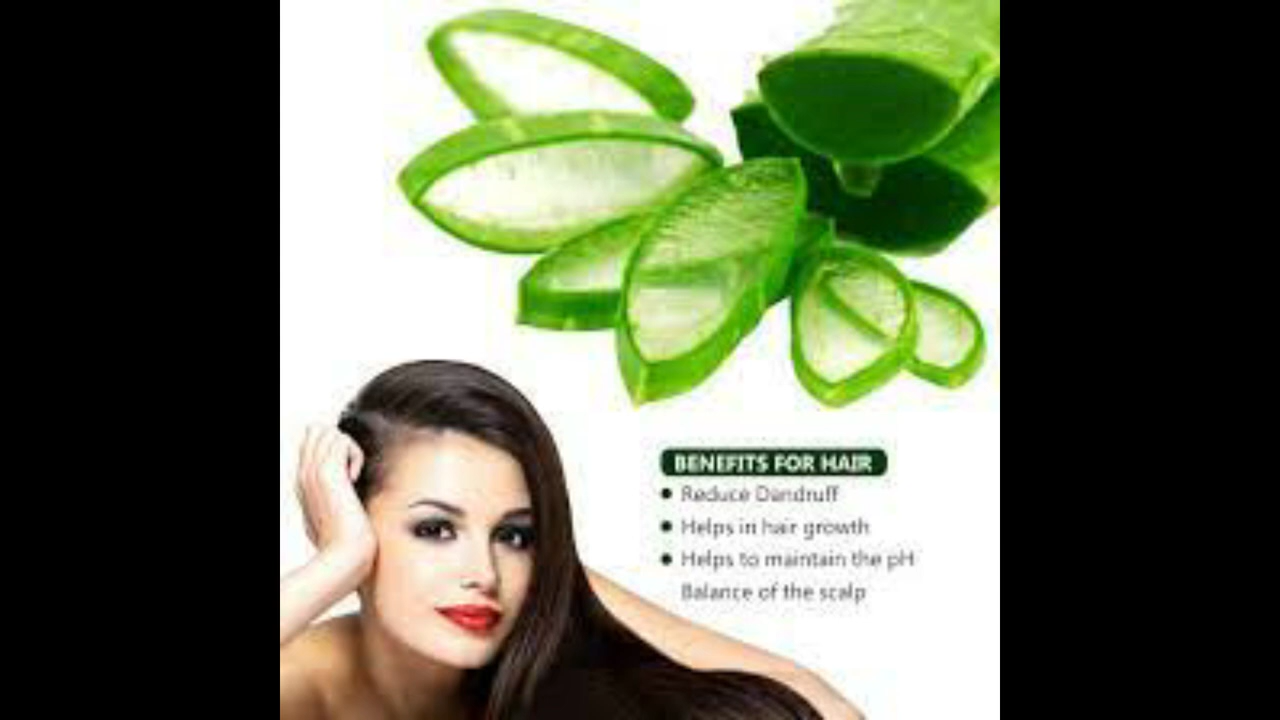 BENEFITS FOR HAIR
Reduce Dandruff
Helps in hair growth
Helps to maintain the pH
Balance of the scalp